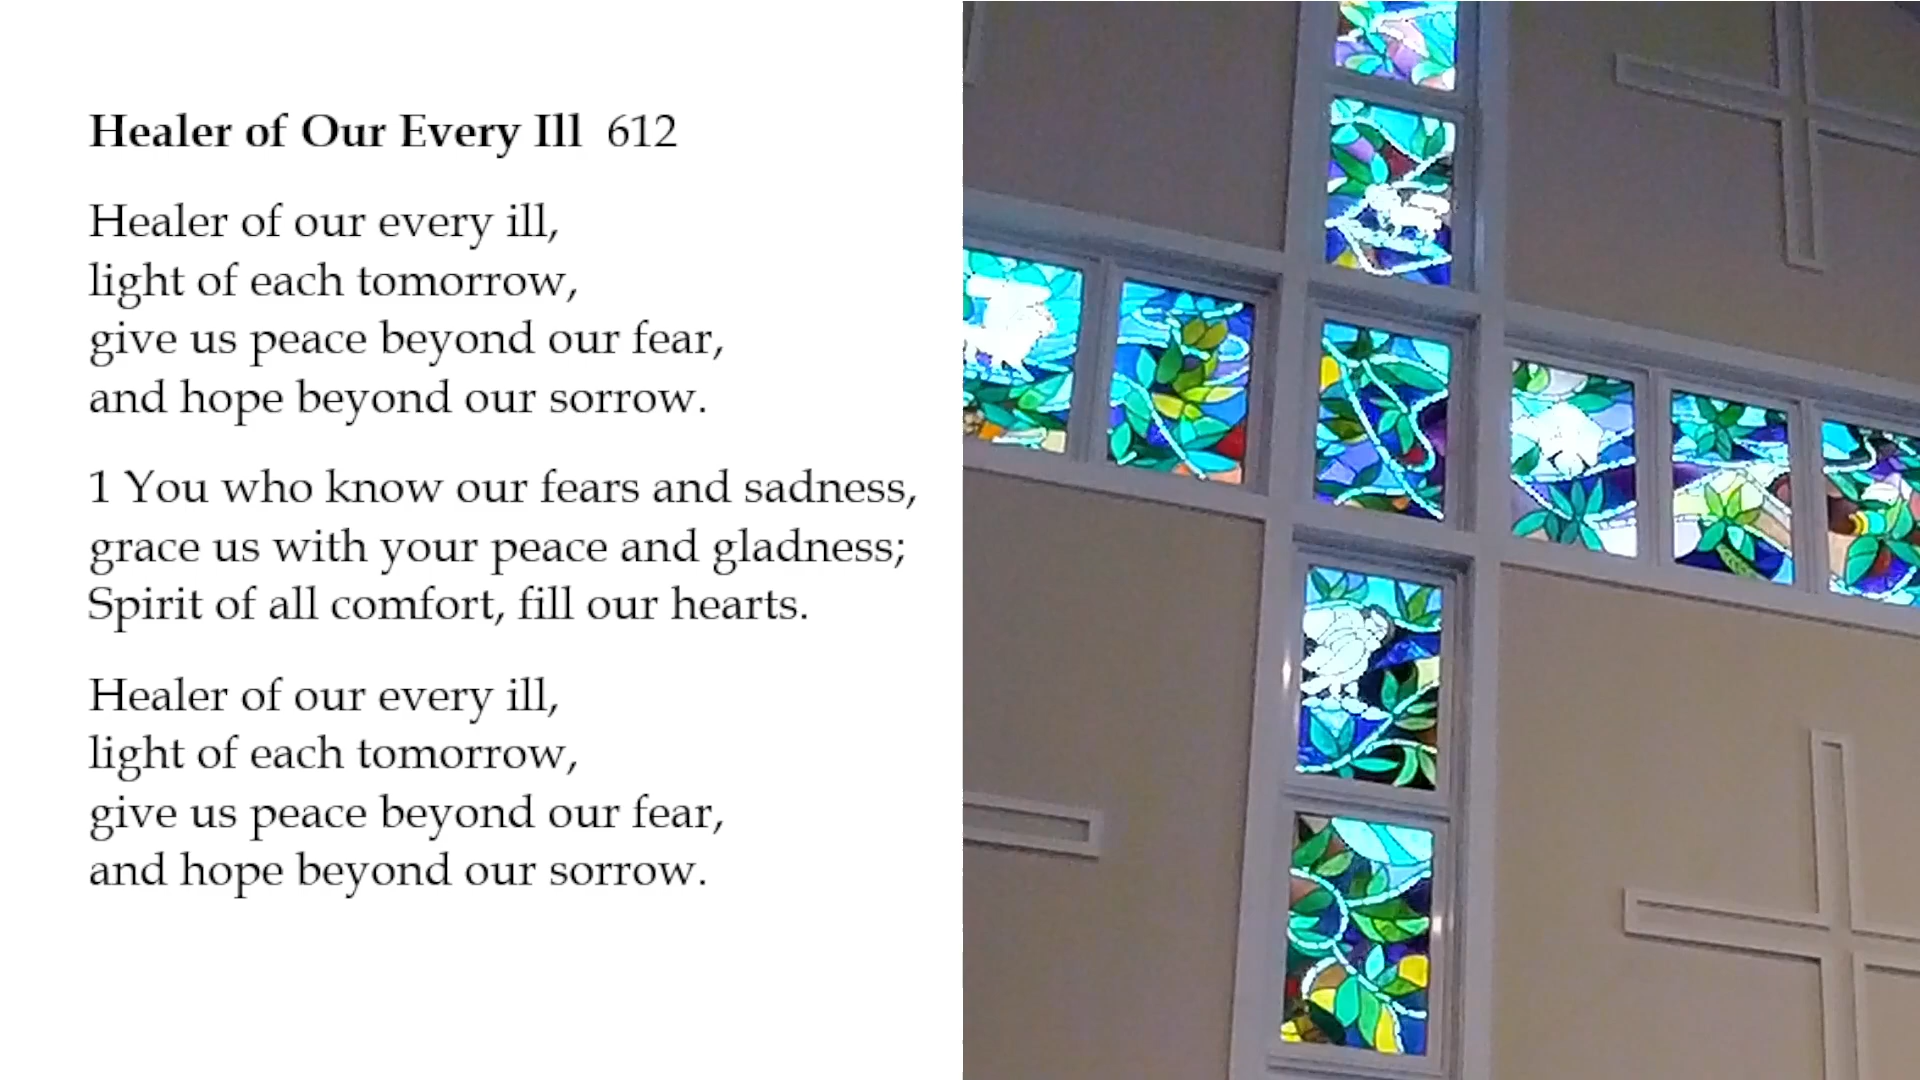 Healer of Our Every Ill 612
Healer of our every ill,
light of each tomorrow,
give us peace beyond our fear,
and hope beyond our sorrow.
1 You who know our fears and sadness,
grace us with your peace and gladness;
Spirit of all comfort, fill our hearts.
Healer of our every ill,
light of each tomorrow,
give us peace beyond our fear,
and hope beyond our sorrow.